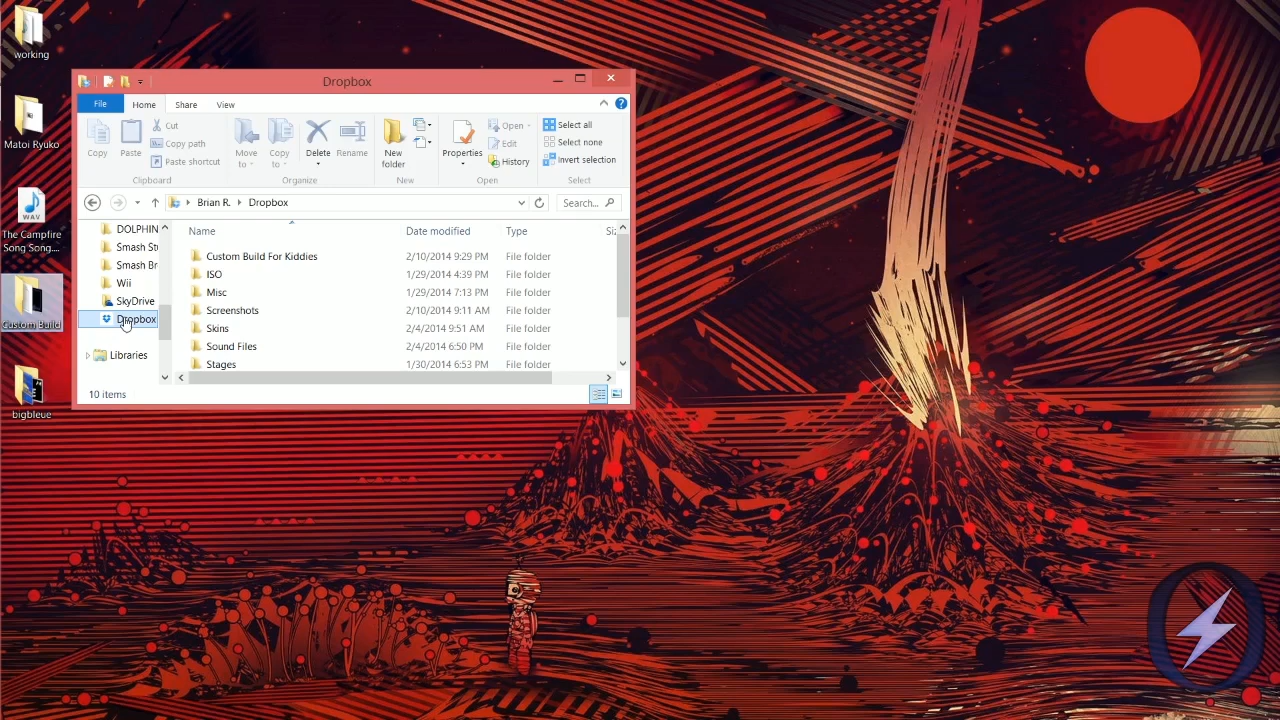 working
Matoi Ryuko
The Campfire
Song Song....
Custom Build
bigbleue
Dropbox
File Home Share View
Copy
Paste
Cut
Copy path
Paste shortcut
Clipboard
Move
to
Copy
to
Delete
Rename
Organize
New
folder
New
Properties
Open
Edit
History
Open
Select all
Select none
Invert selection
Select
Brian R. Dropbox
Search...
DOLPHIN
Smash Stu
Smash Br
Wii
SkyDrive
Dropbox
Libraries
Name Date modified Type Si
Custom Build For Kiddies 2/10/2014 9:29 PM File folder
ISO 1/29/2014 4:39 PM File folder
Misc 1/29/2014 7:13 PM File folder
Screenshots 2/10/2014 9:11 AM File folder
Skins 2/4/2014 9:51 AM File folder
Sound Files 2/4/2014 6:50 PM File folder
Stages 1/30/2014 6:53 PM File folder
10 items
WAV